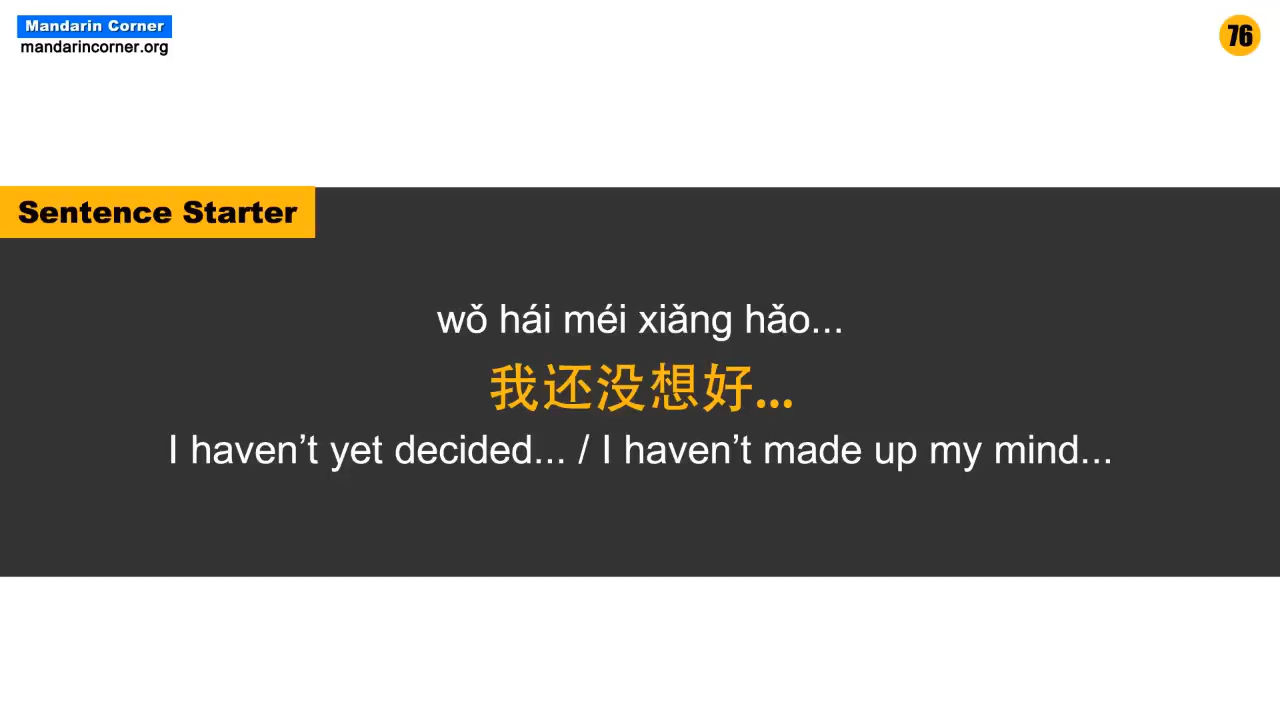 Mandarin Corner
mandarincorner.org
76
Sentence Starter
wǒ hái méi xiǎng hǎo...
我还没想好...
I haven’t yet decided... / I haven’t made up my mind...